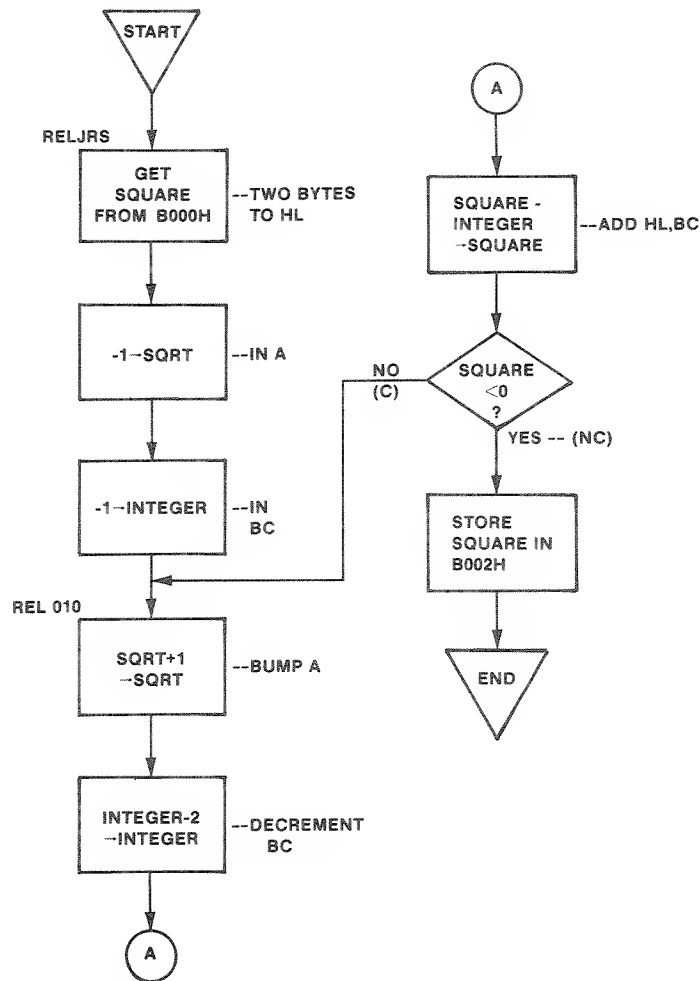 START
RELJRS
GET
SQUARE
FROM B000H
--TWO BYTES
TO HL
-1→SQRT
--IN A
-1→INTEGER
--IN
BC
REL 010
SQRT+1
→SQRT
--BUMP A
INTEGER-2
→INTEGER
--DECREMENT
BC
A
A
SQUARE -
INTEGER
→SQUARE
--ADD HL,BC
SQUARE
<0
?
NO
(C)
YES -- (NC)
STORE
SQUARE IN
B002H
END